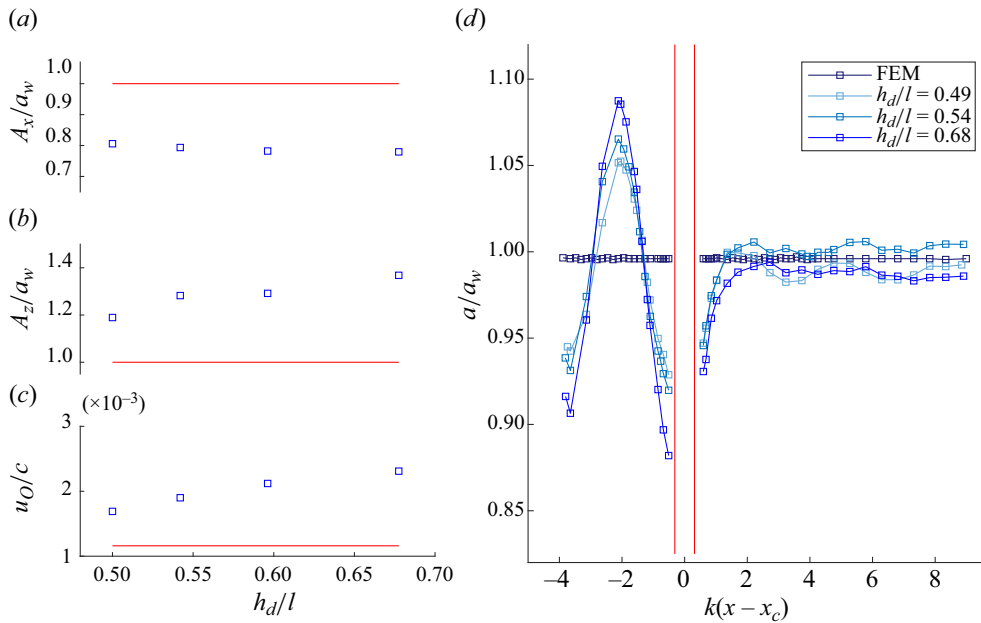 (a)
1.0
0.9
0.8
0.7
A_x/a_w
(b)
1.4
1.2
1.0
A_z/a_w
(c)
(×10⁻³)
3
2
1
u_O/c
0.50 0.55 0.60 0.65 0.70
h_d/l
(d)
1.10
1.05
1.00
0.95
0.90
0.85
a/a_w
FEM
h_d/l = 0.49
h_d/l = 0.54
h_d/l = 0.68
–4 –2 0 2 4 6 8
k(x – x_c)